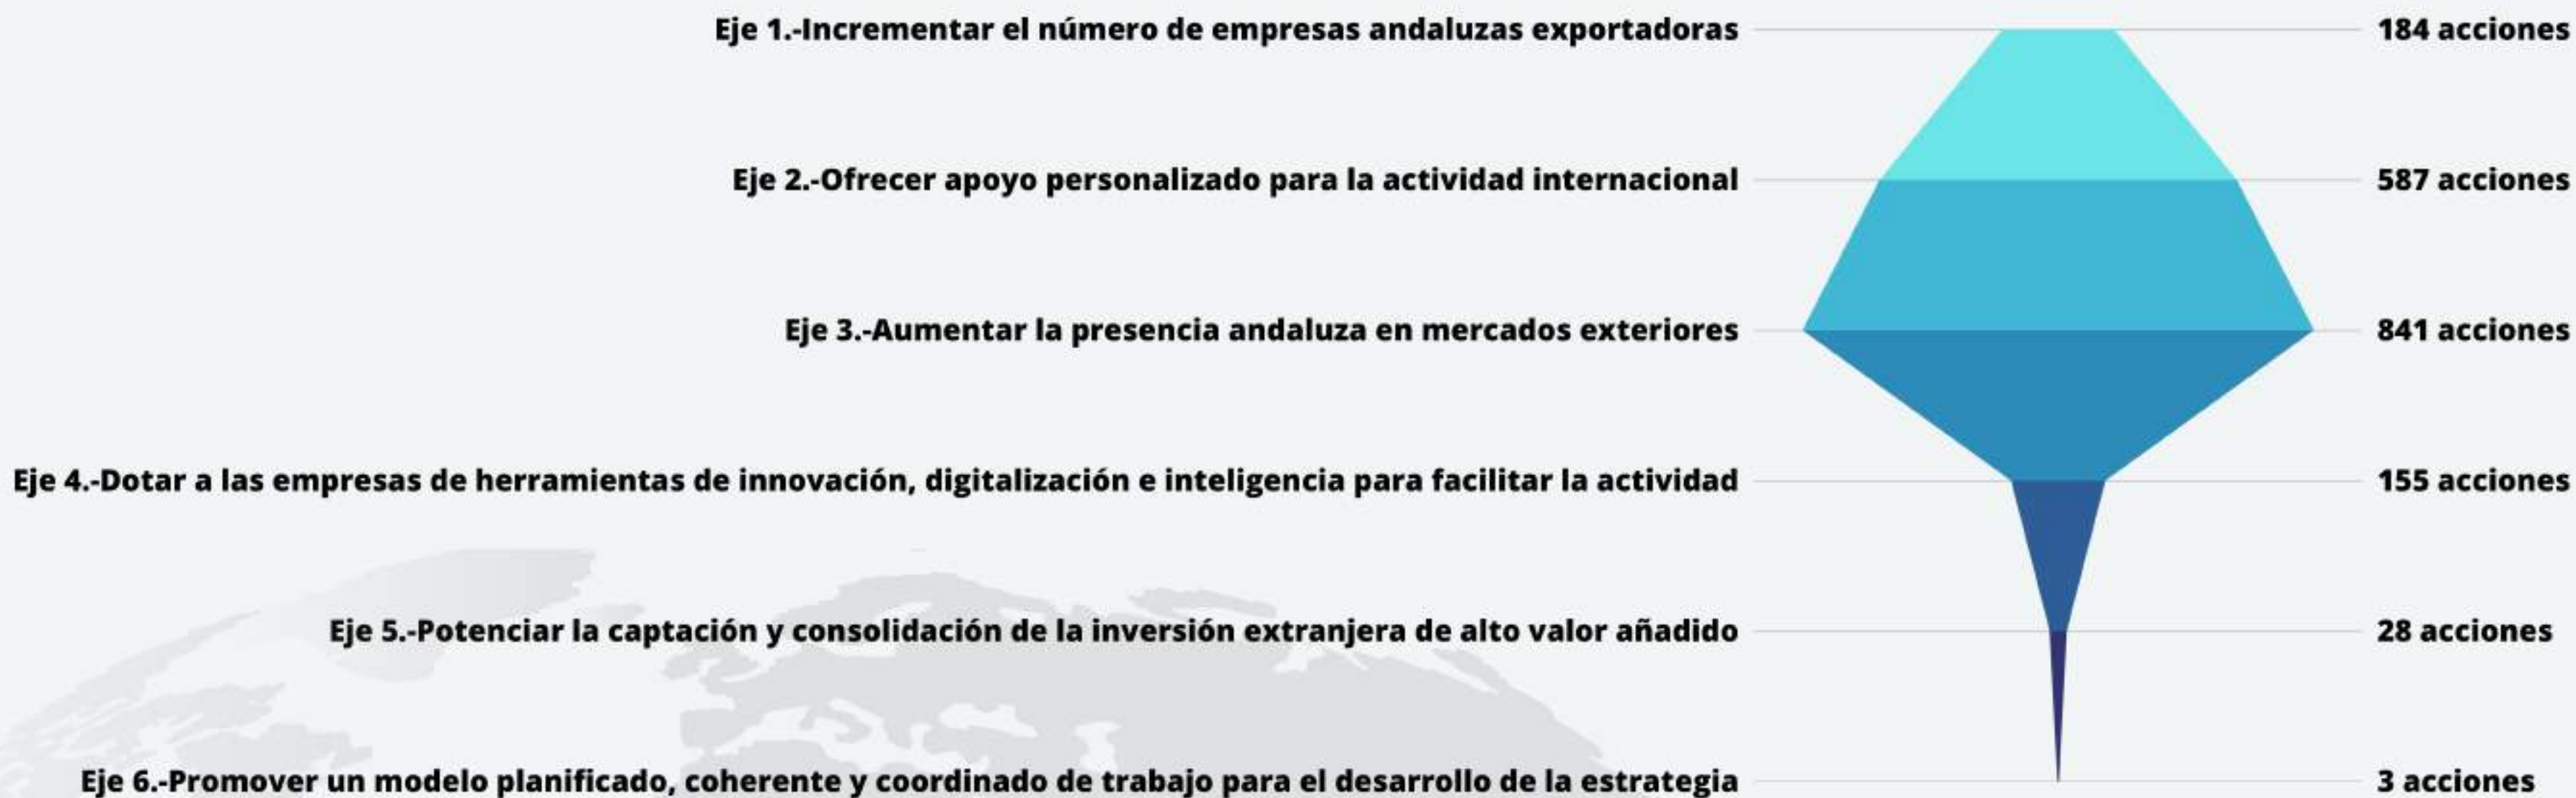 Eje 1.-Incrementar el número de empresas andaluzas exportadoras 184 acciones
Eje 2.-Ofrecer apoyo personalizado para la actividad internacional 587 acciones
Eje 3.-Aumentar la presencia andaluza en mercados exteriores 841 acciones
Eje 4.-Dotar a las empresas de herramientas de innovación, digitalización e inteligencia para facilitar la actividad 155 acciones
Eje 5.-Potenciar la captación y consolidación de la inversión extranjera de alto valor añadido 28 acciones
Eje 6.-Promover un modelo planificado, coherente y coordinado de trabajo para el desarrollo de la estrategia 3 acciones